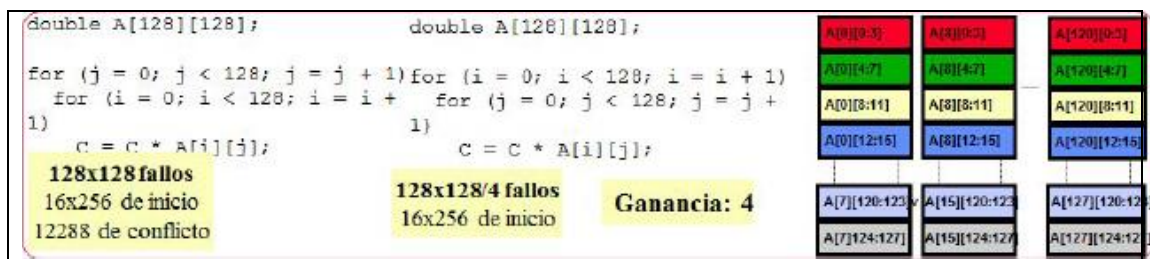 double A[128][128];
for (j = 0; j < 128; j = j + 1)
for (i = 0; i < 128; i = i +
1)
C = C * A[i][j];
128x128 fallos
16x256 de inicio
12288 de conflicto
double A[128][128];
for (i = 0; i < 128; i = i + 1)
for (j = 0; j < 128; j = j +
1)
C = C * A[i][j];
128x128/4 fallos
16x256 de inicio
Ganancia: 4
A[0][0:3] A[8][0:3] A[120][0:3]
A[0][4:7] A[8][4:7] A[120][4:7]
A[0][8:11] A[8][8:11] A[120][8:11]
A[0][12:15] A[8][12:15] A[120][12:15]
A[7][120:123] A[15][120:123] A[127][120:123
A[7]124:127] A[15][124:127] A[127][124:12